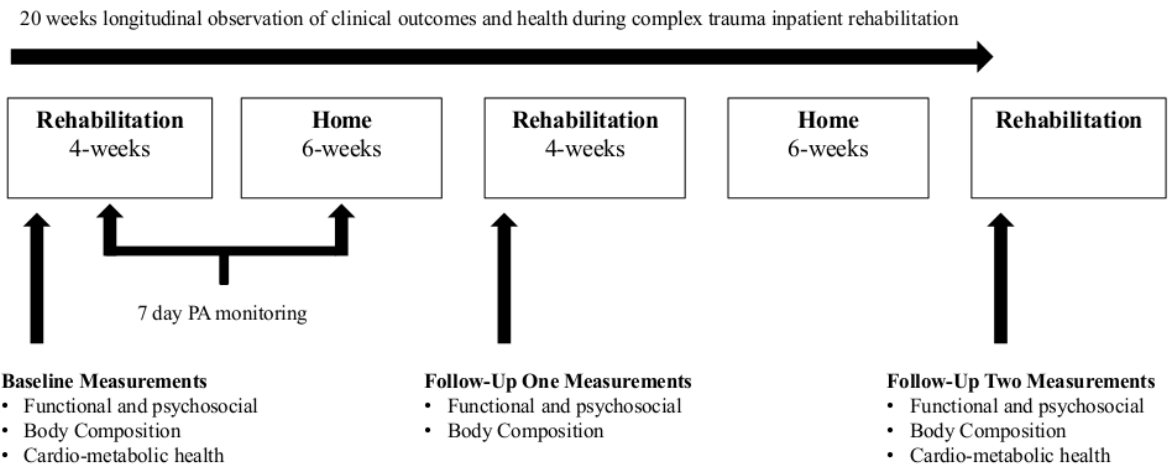 20 weeks longitudinal observation of clinical outcomes and health during complex trauma inpatient rehabilitation
Rehabilitation
4-weeks
Home
6-weeks
Rehabilitation
4-weeks
Home
6-weeks
Rehabilitation
7 day PA monitoring
Baseline Measurements
• Functional and psychosocial
• Body Composition
• Cardio-metabolic health
Follow-Up One Measurements
• Functional and psychosocial
• Body Composition
Follow-Up Two Measurements
• Functional and psychosocial
• Body Composition
• Cardio-metabolic health